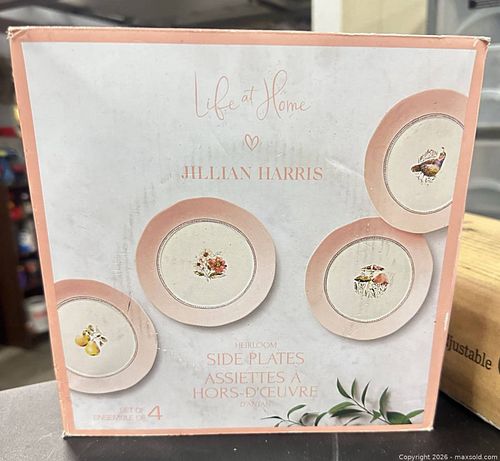 Life at Home
JILLIAN HARRIS
HEIRLOOM
SIDE PLATES
ASSIETTES À
HORS-D'ŒUVRE
D'ANTAN
SET OF
ENSEMBLE DE 4
justable
Copyright 2026 - maxsold.com